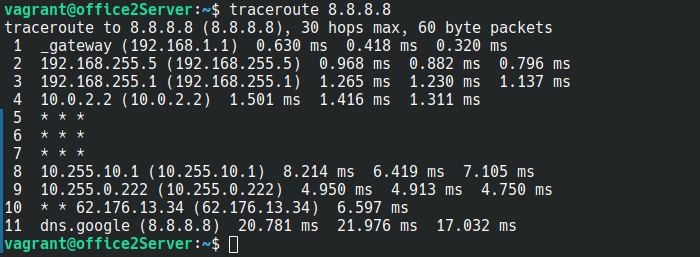 vagrant@office2Server:~$ traceroute 8.8.8.8
traceroute to 8.8.8.8 (8.8.8.8), 30 hops max, 60 byte packets
 1  _gateway (192.168.1.1)  0.630 ms  0.418 ms  0.320 ms
 2  192.168.255.5 (192.168.255.5)  0.968 ms  0.882 ms  0.796 ms
 3  192.168.255.1 (192.168.255.1)  1.265 ms  1.230 ms  1.137 ms
 4  10.0.2.2 (10.0.2.2)  1.501 ms  1.416 ms  1.311 ms
 5  * * *
 6  * * *
 7  * * *
 8  10.255.10.1 (10.255.10.1)  8.214 ms  6.419 ms  7.105 ms
 9  10.255.0.222 (10.255.0.222)  4.950 ms  4.913 ms  4.750 ms
10  * * 62.176.13.34 (62.176.13.34)  6.597 ms
11  dns.google (8.8.8.8)  20.781 ms  21.976 ms  17.032 ms
vagrant@office2Server:~$